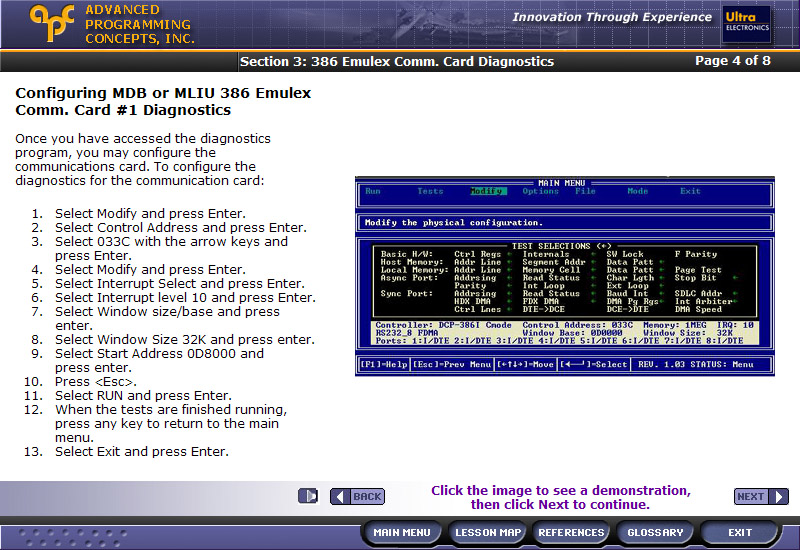 ADVANCED
PROGRAMMING
CONCEPTS, INC.
Innovation Through Experience
Ultra
ELECTRONICS
Section 3: 386 Emulex Comm. Card Diagnostics
Page 4 of 8
Configuring MDB or MLIU 386 Emulex
Comm. Card #1 Diagnostics
Once you have accessed the diagnostics
program, you may configure the
communications card. To configure the
diagnostics for the communication card:
1. Select Modify and press Enter.
2. Select Control Address and press Enter.
3. Select 033C with the arrow keys and
press Enter.
4. Select Modify and press Enter.
5. Select Interrupt Select and press Enter.
6. Select Interrupt level 10 and press Enter.
7. Select Window size/base and press
enter.
8. Select Window Size 32K and press enter.
9. Select Start Address 0D8000 and
press enter.
10. Press <Esc>.
11. Select RUN and press Enter.
12. When the tests are finished running,
press any key to return to the main
menu.
13. Select Exit and press Enter.
MAIN MENU
Run Tests Modify Options File Mode Exit
Modify the physical configuration.
TEST SELECTIONS (+)
Basic H/W: Ctrl Regs + Internals + SW Lock F Parity
Host Memory: Addr Line + Segment Addr + Data Patt +
Local Memory: Addr Line + Memory Cell + Data Patt + Page Test
Async Port: Addrsing + Read Status + Char Lgth + Stop Bit +
Parity + Int Loop + Ext Loop +
Sync Port: Addrsing + Read Status + Baud Int + SDLC Addr +
HDX DMA + FDX DMA + DMA Pg Rgs+ Int Arbiter+
Ctrl Lnes + DTE->DCE DCE->DTE DMA Speed
Controller: DCP-386I Cmode Control Address: 033C Memory: 1MEG IRQ: 10
RS232_8 FDMA Window Base: 0D0000 Window Size: 32K
Ports: 1:I/DTE 2:I/DTE 3:I/DTE 4:I/DTE 5:I/DTE 6:I/DTE 7:I/DTE 8:I/DTE
[F1]=Help [Esc]=Prev Menu [←↑↓→]=Move [←─┘]=Select REV. 1.03 STATUS: Menu
BACK
Click the image to see a demonstration,
then click Next to continue.
NEXT
MAIN MENU
LESSON MAP
REFERENCES
GLOSSARY
EXIT